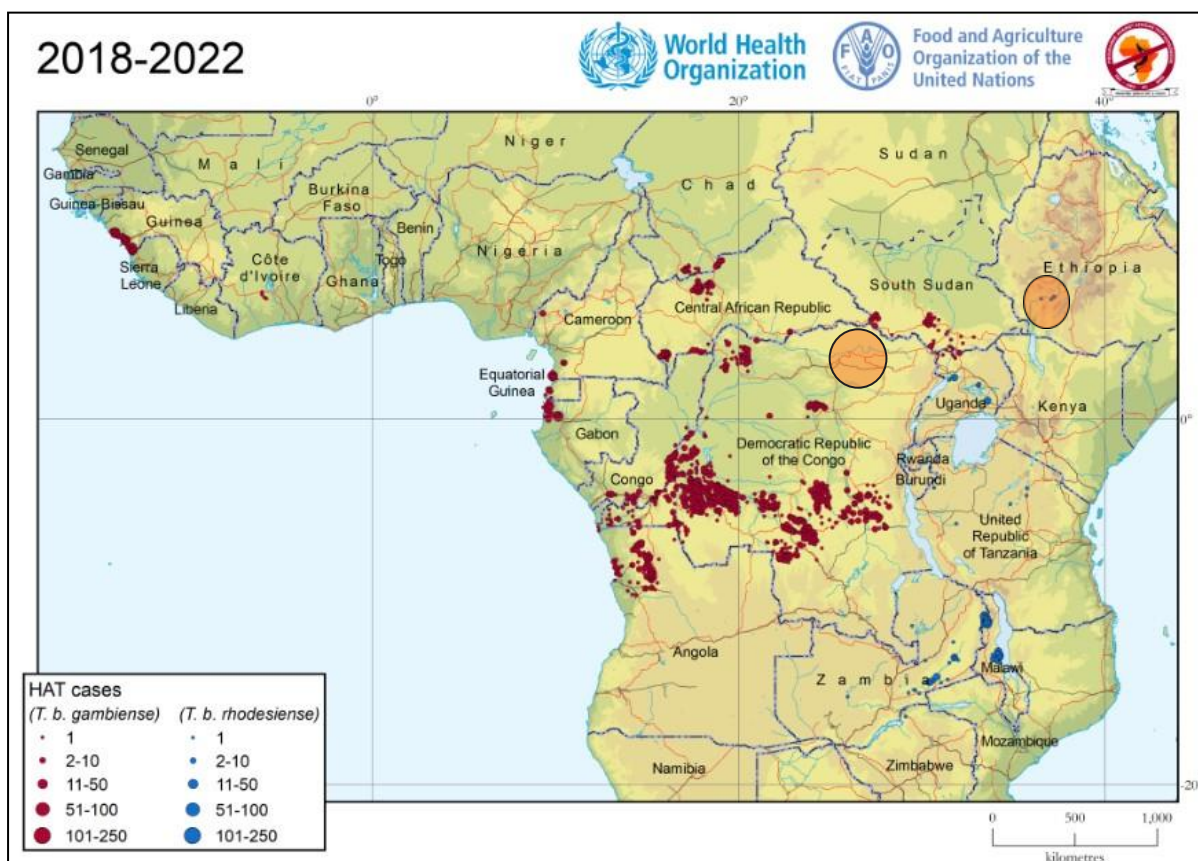 2018-2022
World Health
Organization
FAO
FIAT PANIS
Food and Agriculture
Organization of the
United Nations
0°
20°
40°
Senegal
Gambia
Guinea-Bissau
Guinea
Sierra
Leone
Liberia
Mali
Burkina
Faso
Côte
d'Ivoire
Ghana
Togo
Benin
Niger
Nigeria
Chad
Sudan
Ethiopia
South Sudan
Central African Republic
Cameroon
Equatorial
Guinea
Gabon
Congo
Democratic Republic
of the Congo
Uganda
Kenya
0°
Rwanda
Burundi
United
Republic
of Tanzania
Angola
Zambia
Malawi
Mozambique
Namibia
Zimbabwe
-20
HAT cases
(T. b. gambiense) (T. b. rhodesiense)
1 1
2-10 2-10
11-50 11-50
51-100 51-100
101-250 101-250
0 500 1,000
kilometres